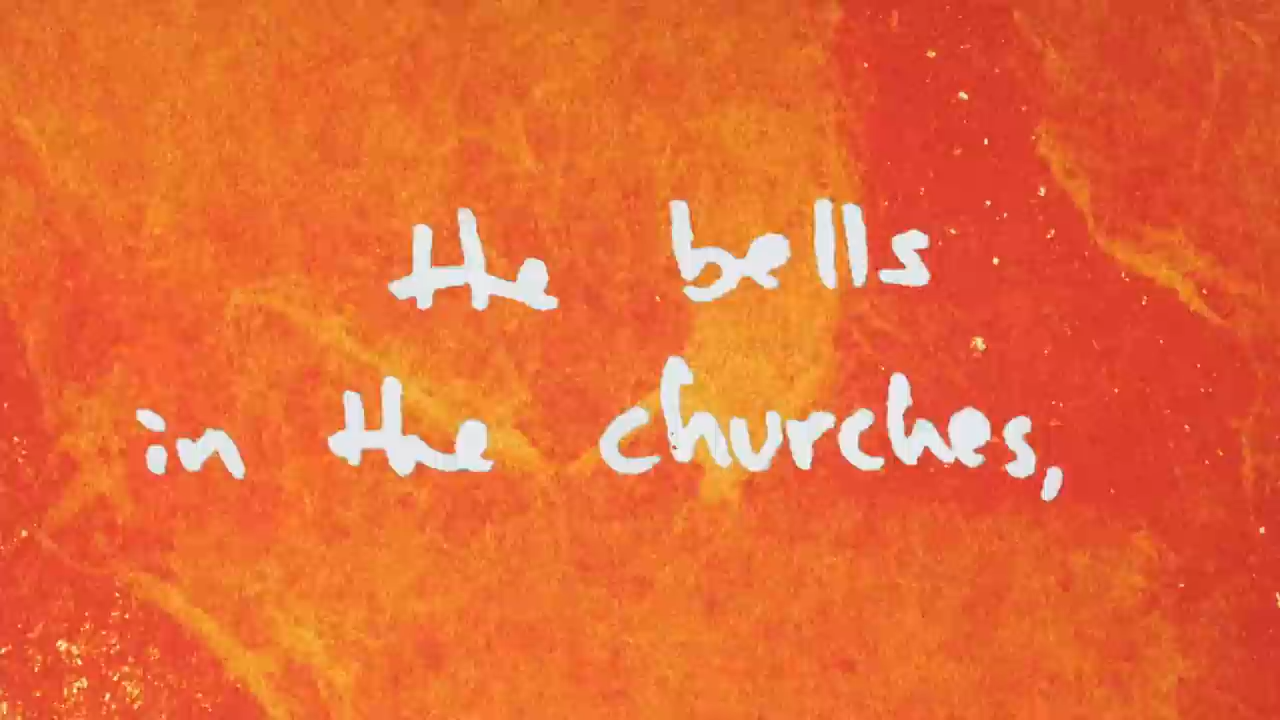 the bells
in the churches,